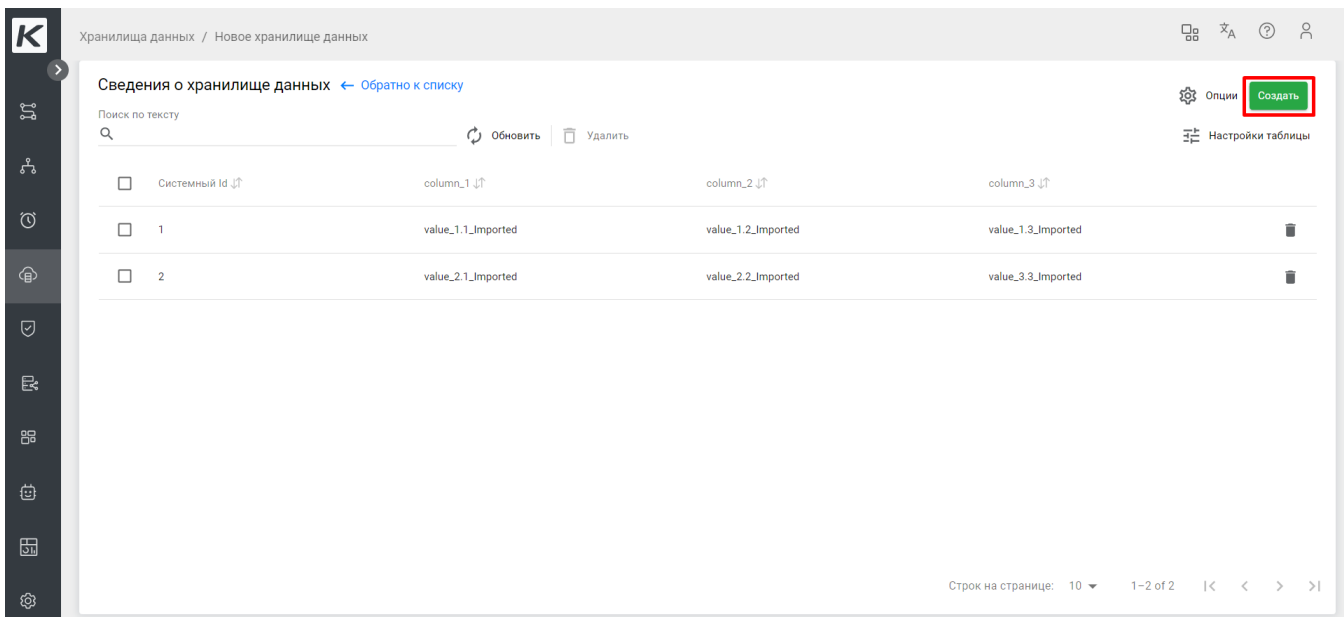 K
Хранилища данных / Новое хранилище данных
Сведения о хранилище данных ← Обратно к списку
Опции Создать
Поиск по тексту
Обновить Удалить Настройки таблицы
Системный Id column_1 column_2 column_3
1 value_1.1_Imported value_1.2_Imported value_1.3_Imported
2 value_2.1_Imported value_2.2_Imported value_3.3_Imported
Строк на странице: 10 1–2 of 2